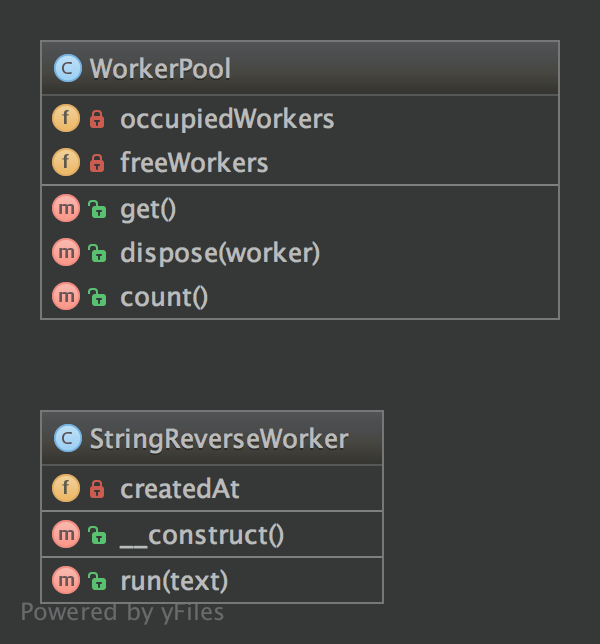 C WorkerPool
f occupiedWorkers
f freeWorkers
m get()
m dispose(worker)
m count()
C StringReverseWorker
f createdAt
m __construct()
m run(text)
Powered by yFiles